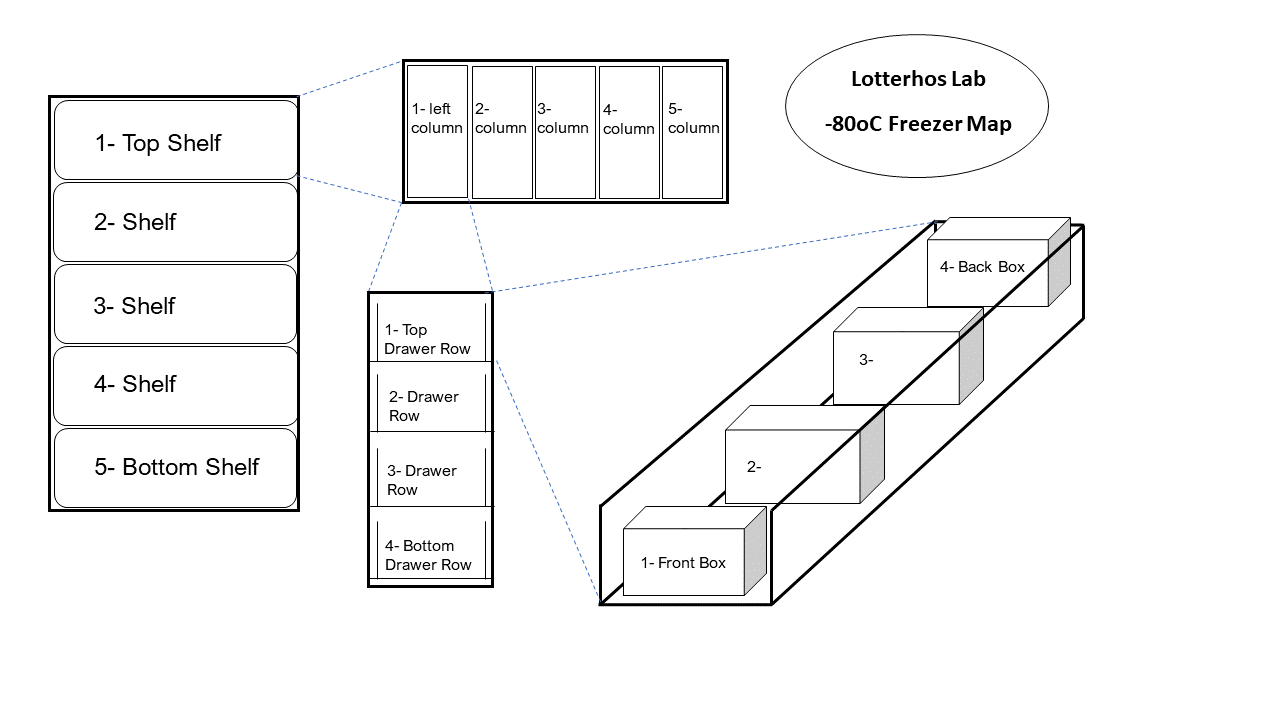 Lotterhos Lab
-80oC Freezer Map
1- Top Shelf
2- Shelf
3- Shelf
4- Shelf
5- Bottom Shelf
1- left
column
2-
column
3-
column
4-
column
5-
column
1- Top
Drawer Row
2- Drawer
Row
3- Drawer
Row
4- Bottom
Drawer Row
4- Back Box
3-
2-
1- Front Box